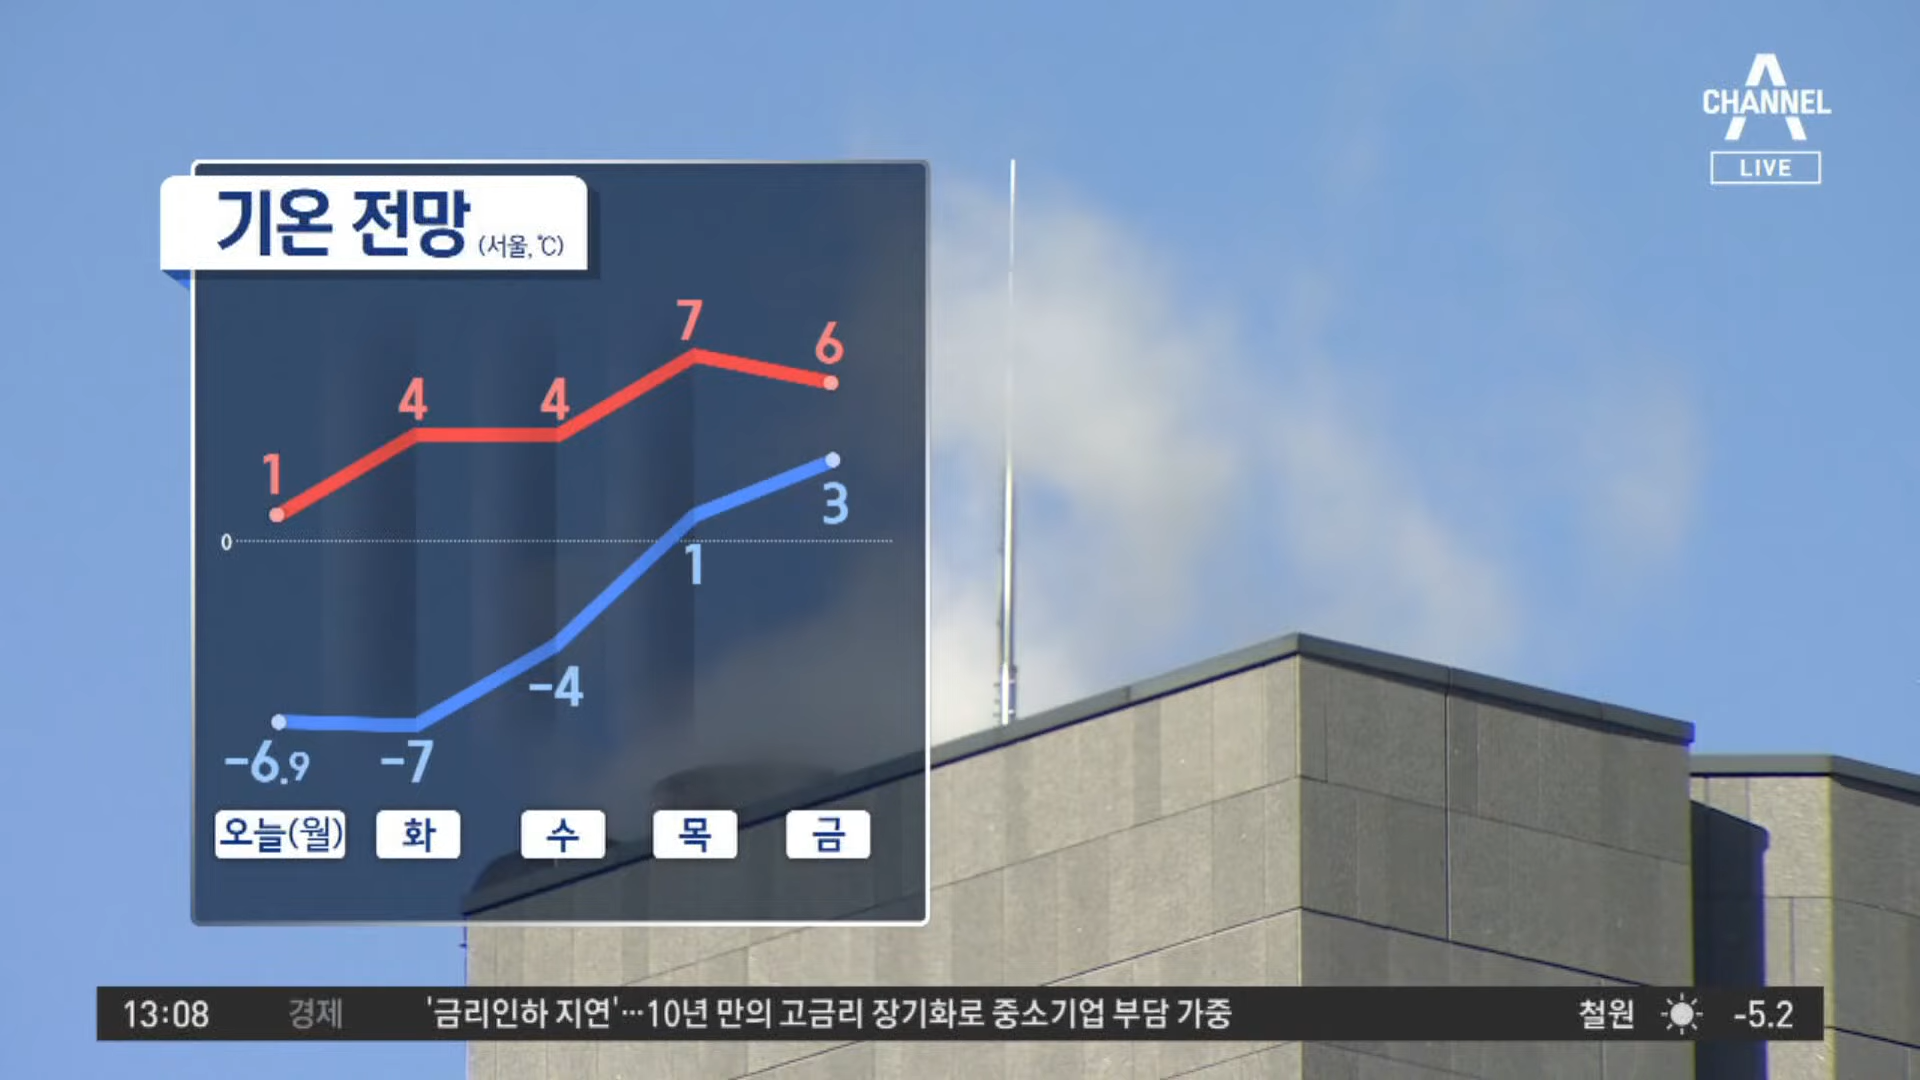 CHANNEL A
LIVE
기온 전망 (서울, ℃)
1 4 4 7 6
0
-6.9 -7 -4 1 3
오늘(월) 화 수 목 금
13:08 경제 '금리인하 지연'…10년 만의 고금리 장기화로 중소기업 부담 가중 철원 -5.2